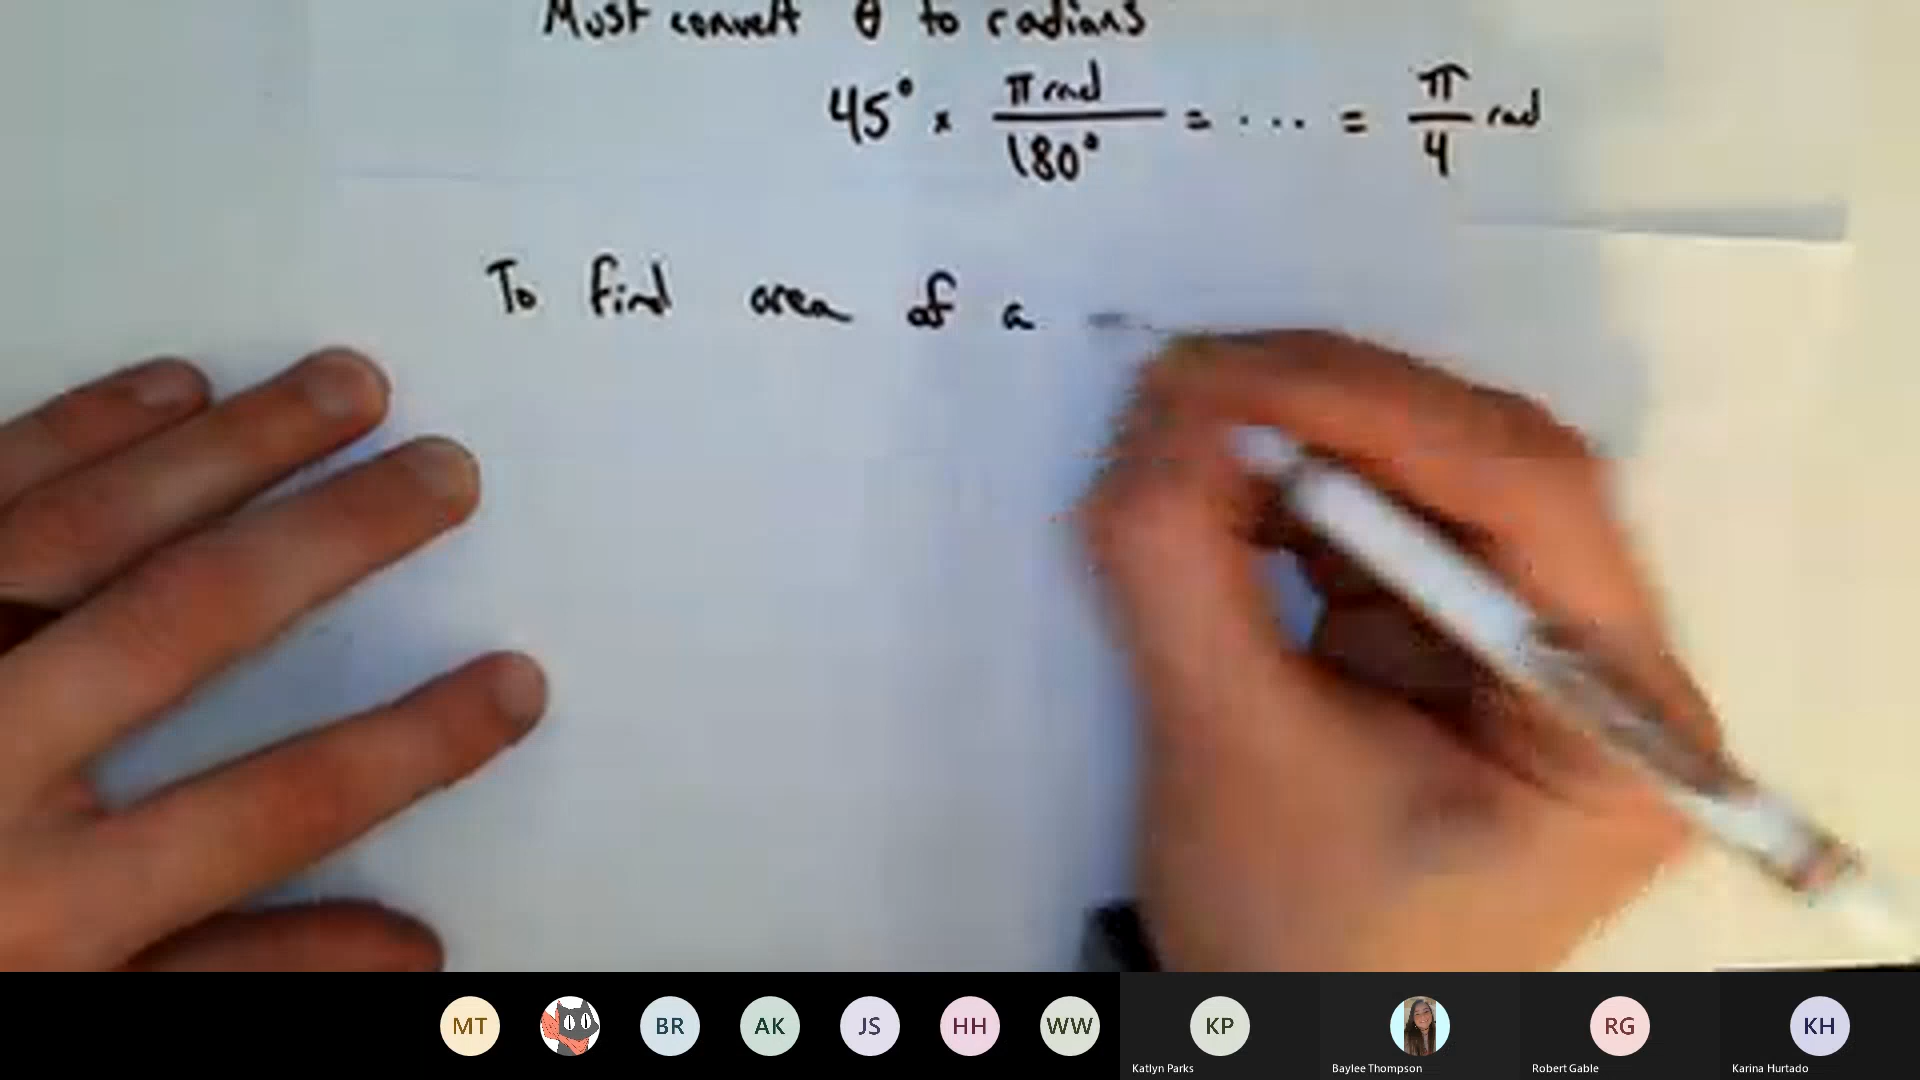 Must convert θ to radians
45° × π rad / 180° = ... = π / 4 rad
To find area of a
MT BR AK JS HH WW KP RG KH
Katlyn Parks Baylee Thompson Robert Gable Karina Hurtado